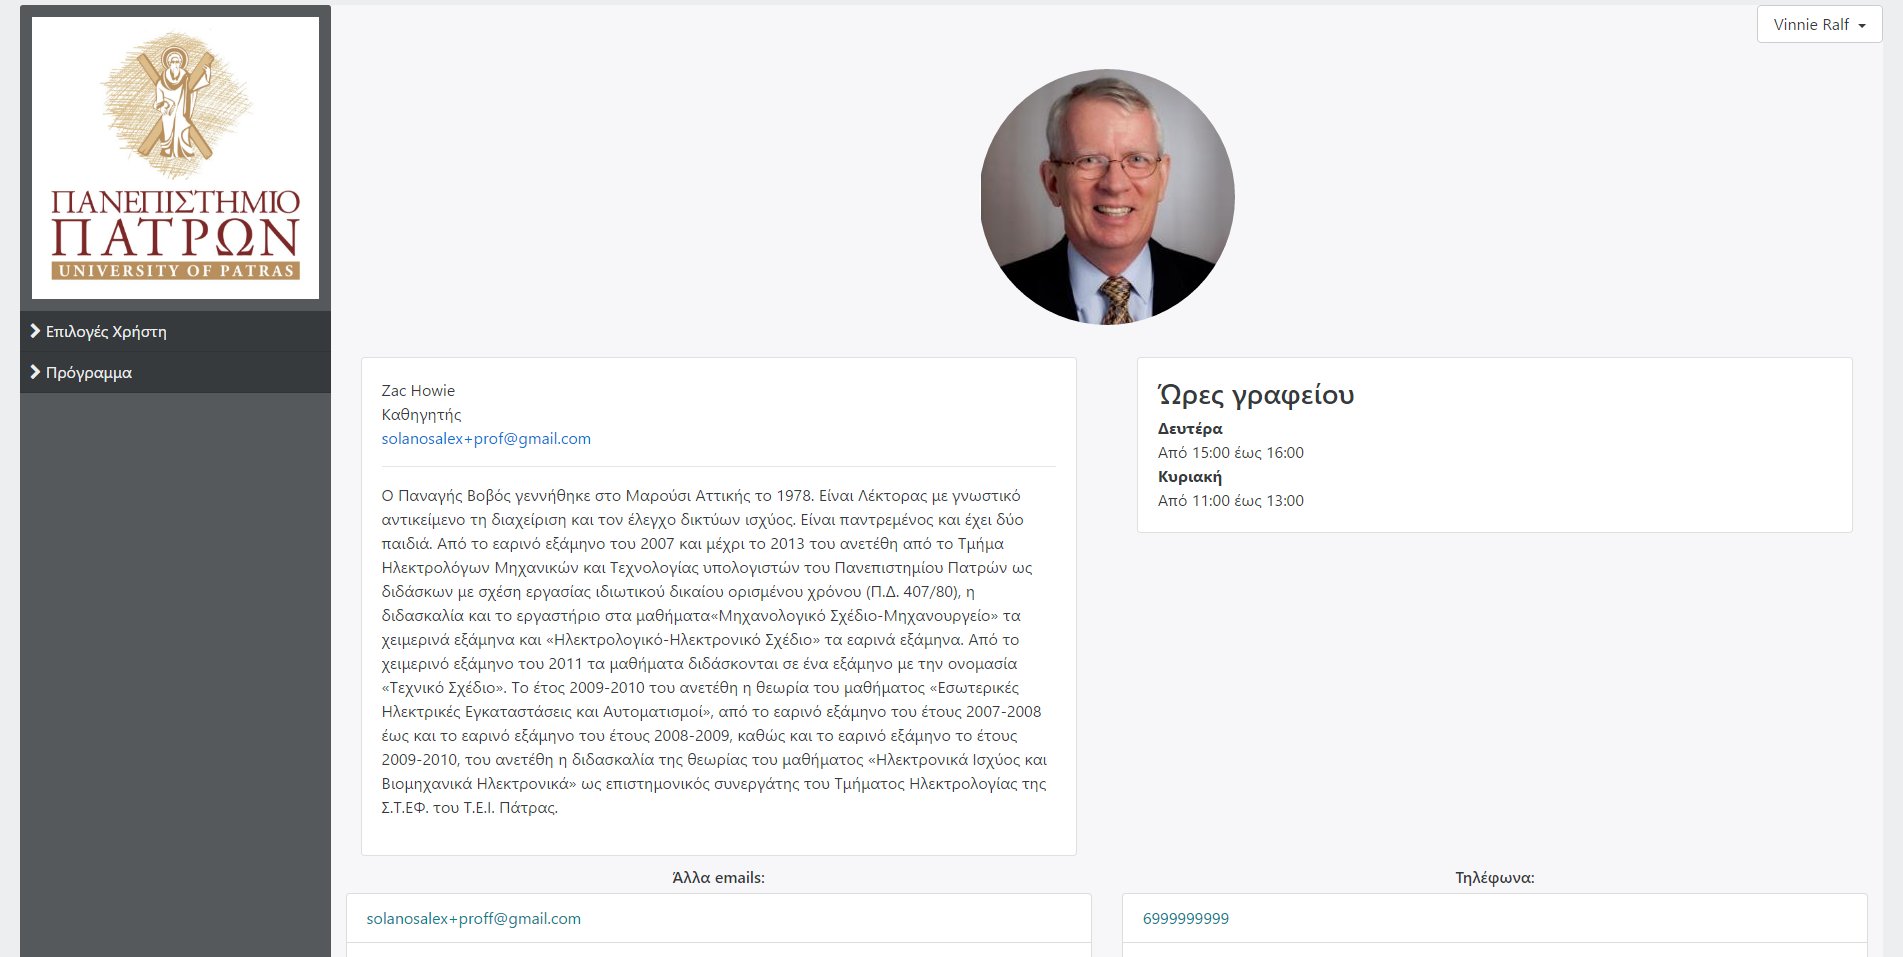 Vinnie Ralf
ΠΑΝΕΠΙΣΤΗΜΙΟ
ΠΑΤΡΩΝ
UNIVERSITY OF PATRAS
Επιλογές Χρήστη
Πρόγραμμα
Zac Howie
Καθηγητής
solanosalex+prof@gmail.com
Ο Παναγής Βοβός γεννήθηκε στο Μαρούσι Αττικής το 1978. Είναι Λέκτορας με γνωστικό
αντικείμενο τη διαχείριση και τον έλεγχο δικτύων ισχύος. Είναι παντρεμένος και έχει δύο
παιδιά. Από το εαρινό εξάμηνο του 2007 και μέχρι το 2013 του ανετέθη από το Τμήμα
Ηλεκτρολόγων Μηχανικών και Τεχνολογίας υπολογιστών του Πανεπιστημίου Πατρών ως
διδάσκων με σχέση εργασίας ιδιωτικού δικαίου ορισμένου χρόνου (Π.Δ. 407/80), η
διδασκαλία και το εργαστήριο στα μαθήματα«Μηχανολογικό Σχέδιο-Μηχανουργείο» τα
χειμερινά εξάμηνα και «Ηλεκτρολογικό-Ηλεκτρονικό Σχέδιο» τα εαρινά εξάμηνα. Από το
χειμερινό εξάμηνο του 2011 τα μαθήματα διδάσκονται σε ένα εξάμηνο με την ονομασία
«Τεχνικό Σχέδιο». Το έτος 2009-2010 του ανετέθη η θεωρία του μαθήματος «Εσωτερικές
Ηλεκτρικές Εγκαταστάσεις και Αυτοματισμοί», από το εαρινό εξάμηνο του έτους 2007-2008
έως και το εαρινό εξάμηνο του έτους 2008-2009, καθώς και το εαρινό εξάμηνο το έτους
2009-2010, του ανετέθη η διδασκαλία της θεωρίας του μαθήματος «Ηλεκτρονικά Ισχύος και
Βιομηχανικά Ηλεκτρονικά» ως επιστημονικός συνεργάτης του Τμήματος Ηλεκτρολογίας της
Σ.Τ.ΕΦ. του Τ.Ε.Ι. Πάτρας.
Ώρες γραφείου
Δευτέρα
Από 15:00 έως 16:00
Κυριακή
Από 11:00 έως 13:00
Άλλα emails:
solanosalex+proff@gmail.com
Τηλέφωνα:
6999999999